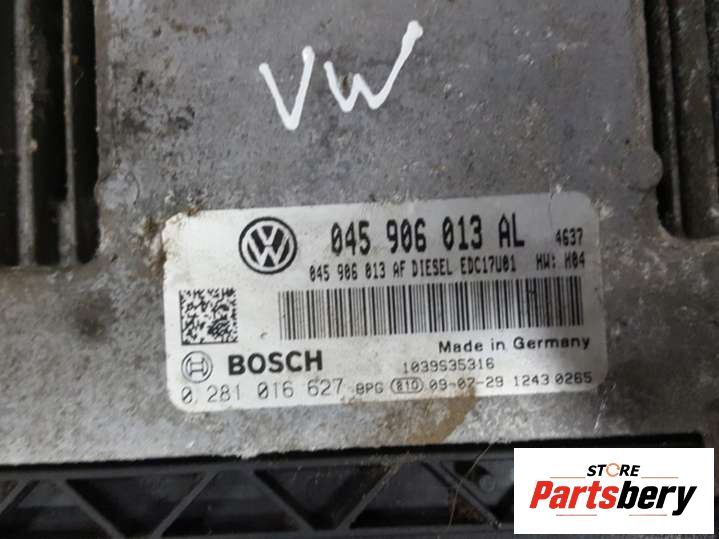 VW
045 906 013 AL 4637
045 906 013 AF DIESEL EDC17U01 HW: H04
Made in Germany
BOSCH 1039S35316
0 281 016 627 BPG 810 09-07-29 1243 0265
STORE
Partsbery